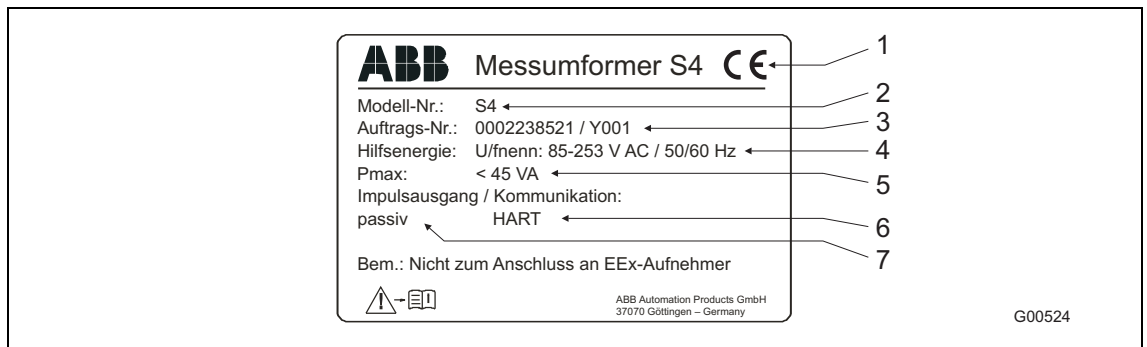 ABB Messumformer S4 CE 1
Modell-Nr.: S4 2
Auftrags-Nr.: 0002238521 / Y001 3
Hilfsenergie: U/fnenn: 85-253 V AC / 50/60 Hz 4
Pmax: < 45 VA 5
Impulsausgang / Kommunikation:
passiv HART 6
7
Bem.: Nicht zum Anschluss an EEx-Aufnehmer
ABB Automation Products GmbH
37070 Göttingen – Germany
G00524